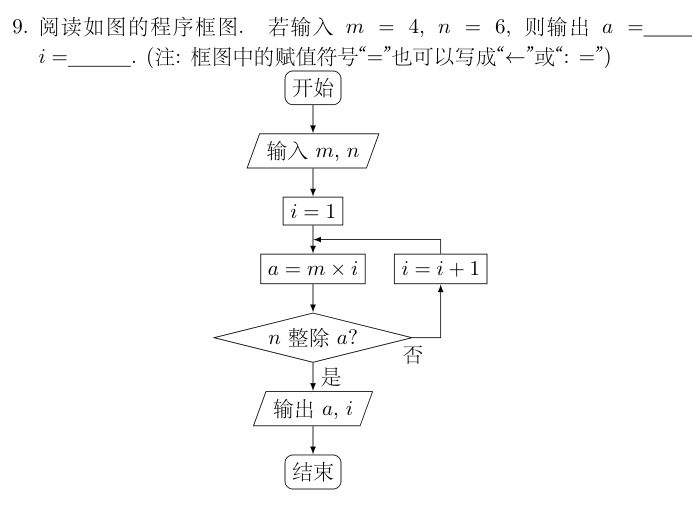 9. 阅读如图的程序框图. 若输入 m = 4, n = 6, 则输出 a =____
i =_____. (注: 框图中的赋值符号“=”也可以写成“←”或“: =”)
开始
输入 m, n
i = 1
a = m × i
i = i + 1
n 整除 a?
否
是
输出 a, i
结束